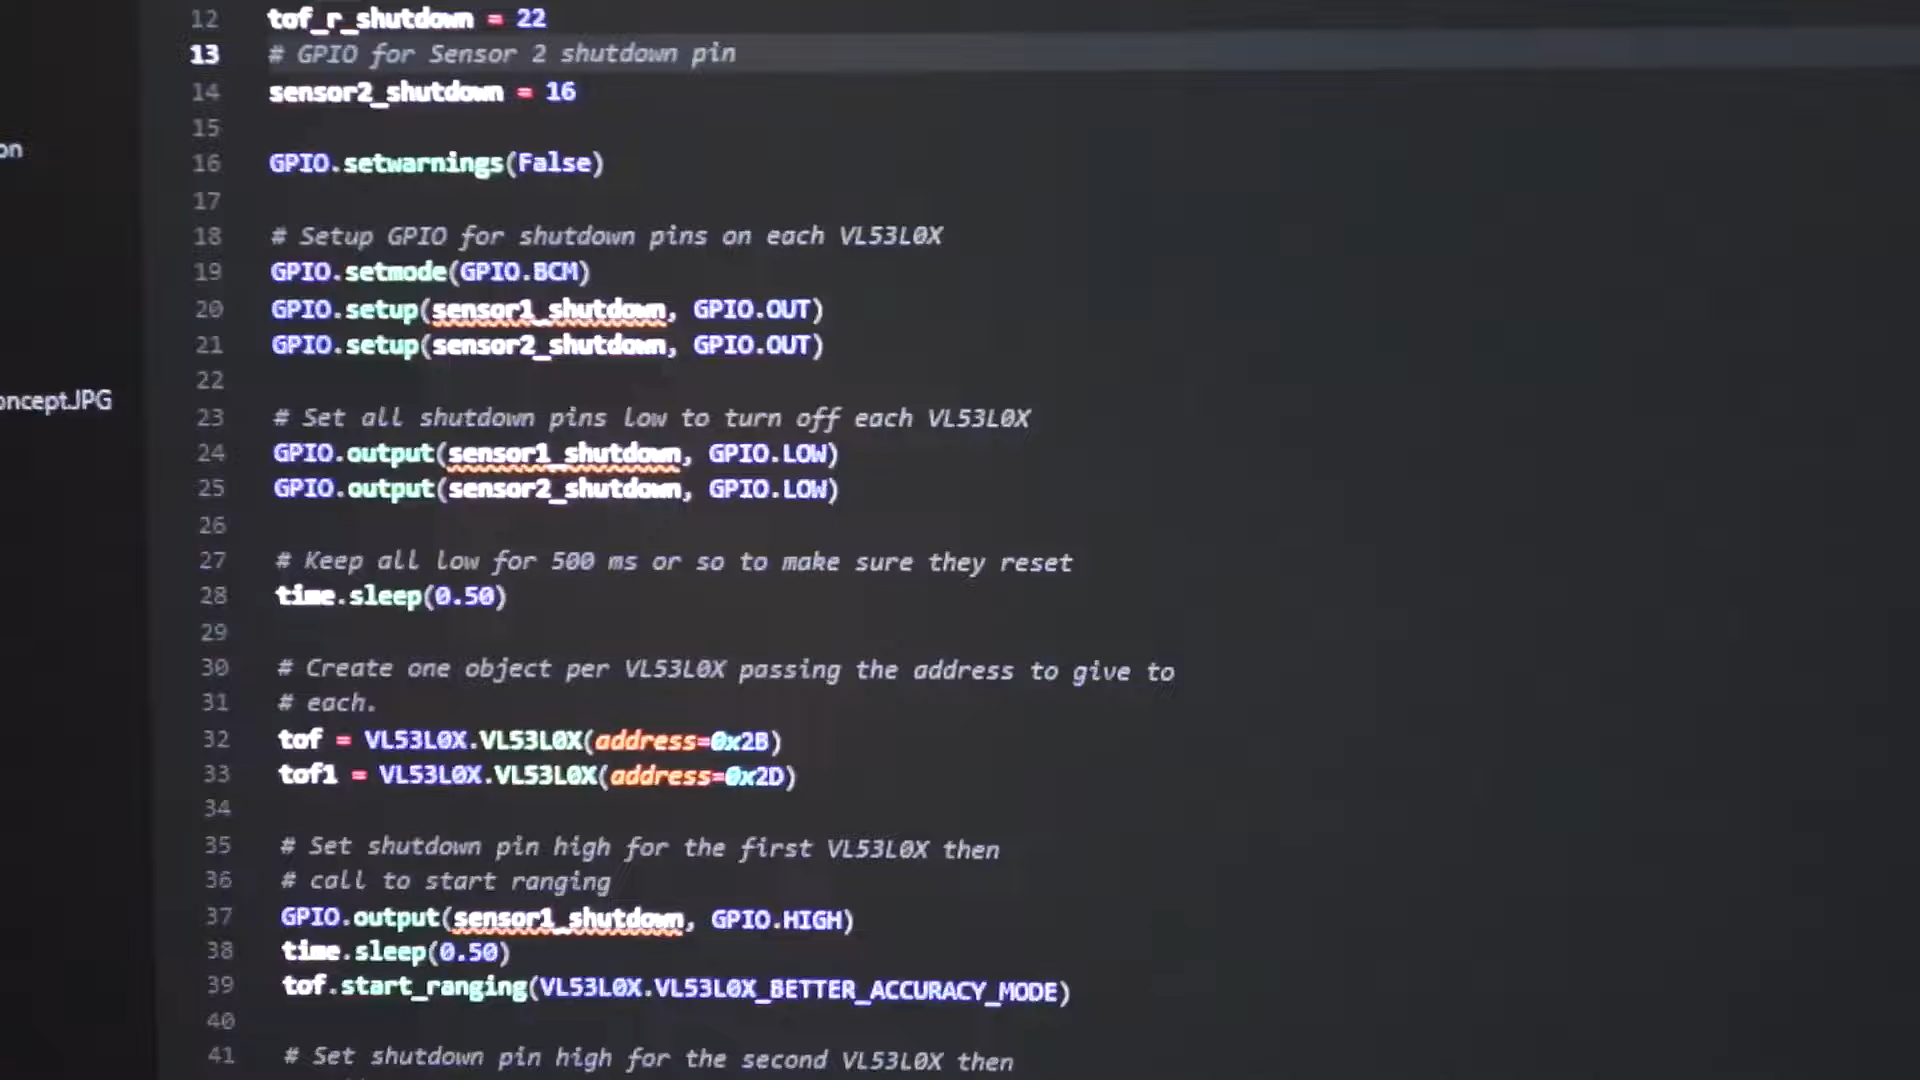 12 tof_r_shutdown = 22
13 # GPIO for Sensor 2 shutdown pin
14 sensor2_shutdown = 16
15
16 GPIO.setwarnings(False)
17
18 # Setup GPIO for shutdown pins on each VL53L0X
19 GPIO.setmode(GPIO.BCM)
20 GPIO.setup(sensor1_shutdown, GPIO.OUT)
21 GPIO.setup(sensor2_shutdown, GPIO.OUT)
22
23 # Set all shutdown pins low to turn off each VL53L0X
24 GPIO.output(sensor1_shutdown, GPIO.LOW)
25 GPIO.output(sensor2_shutdown, GPIO.LOW)
26
27 # Keep all low for 500 ms or so to make sure they reset
28 time.sleep(0.50)
29
30 # Create one object per VL53L0X passing the address to give to
31 # each.
32 tof = VL53L0X.VL53L0X(address=0x2B)
33 tof1 = VL53L0X.VL53L0X(address=0x2D)
34
35 # Set shutdown pin high for the first VL53L0X then
36 # call to start ranging
37 GPIO.output(sensor1_shutdown, GPIO.HIGH)
38 time.sleep(0.50)
39 tof.start_ranging(VL53L0X.VL53L0X_BETTER_ACCURACY_MODE)
40
41 # Set shutdown pin high for the second VL53L0X then
on
onceptJPG